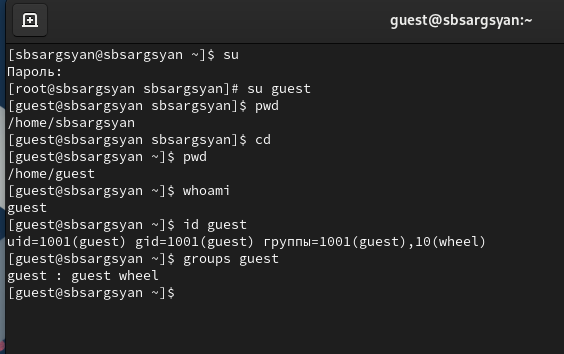 guest@sbsargsyan:~
[sbsargsyan@sbsargsyan ~]$ su
Пароль:
[root@sbsargsyan sbsargsyan]# su guest
[guest@sbsargsyan sbsargsyan]$ pwd
/home/sbsargsyan
[guest@sbsargsyan sbsargsyan]$ cd
[guest@sbsargsyan ~]$ pwd
/home/guest
[guest@sbsargsyan ~]$ whoami
guest
[guest@sbsargsyan ~]$ id guest
uid=1001(guest) gid=1001(guest) группы=1001(guest),10(wheel)
[guest@sbsargsyan ~]$ groups guest
guest : guest wheel
[guest@sbsargsyan ~]$